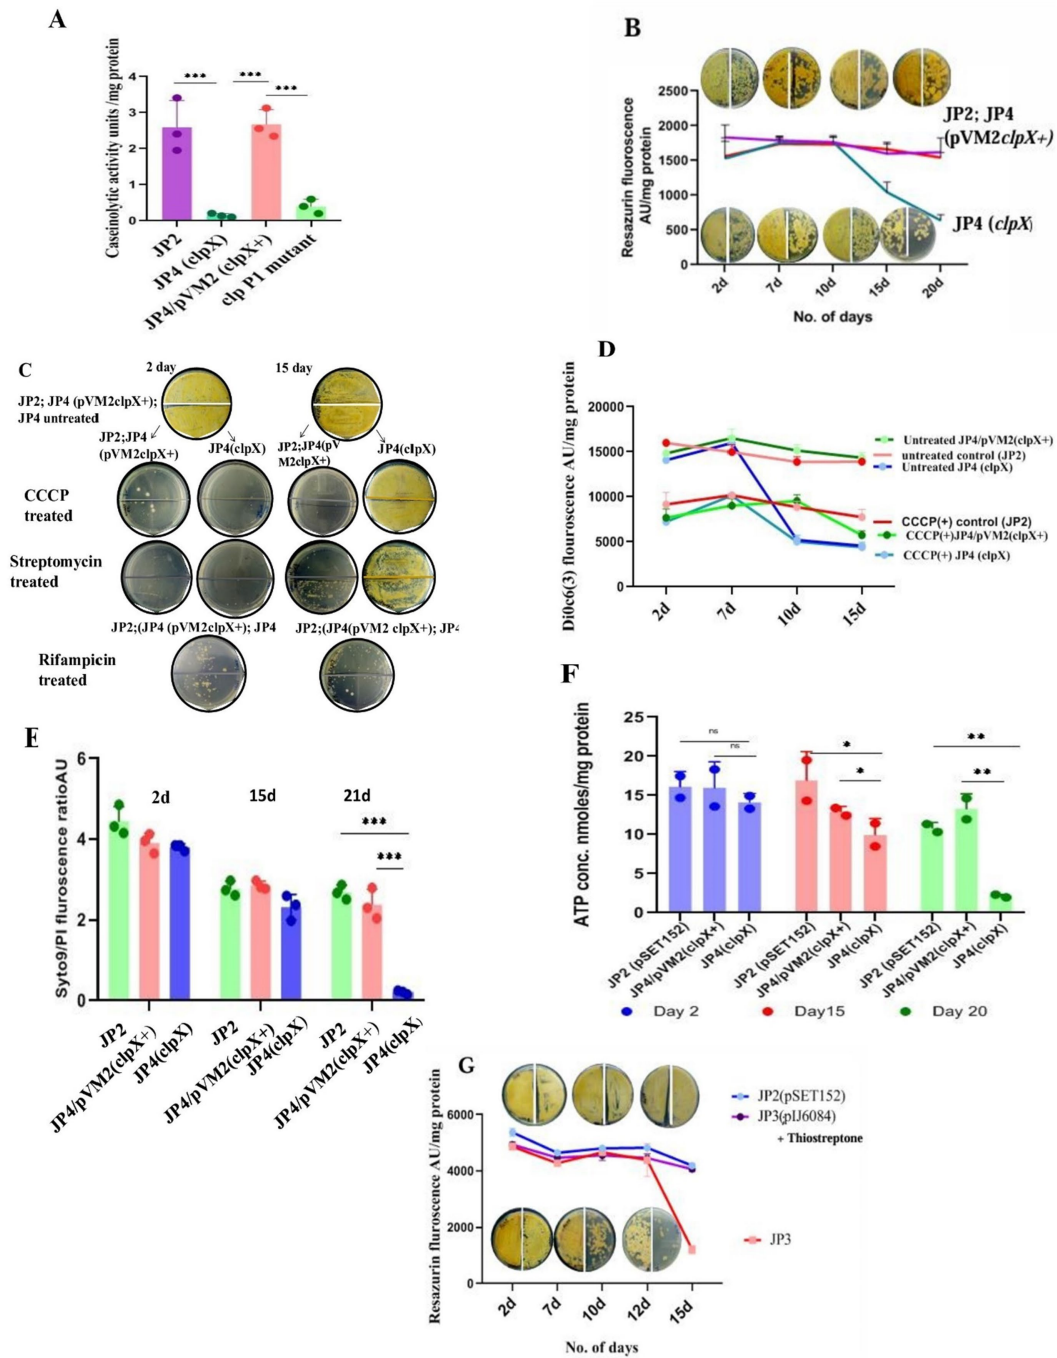 A
Caseinolytic activity units /mg protein
4
3
2
1
0
***
***
***
JP2
JP4 (clpX)
JP4/pVM2 (clpX+)
clp P1 mutant
B
Resazurin fluoroscence
AU/mg protein
2500
2000
1500
1000
500
0
JP2; JP4
(pVM2clpX+)
JP4 (clpX)
2d
7d
10d
15d
20d
No. of days
C
2 day
15 day
JP2; JP4 (pVM2clpX+);
JP4 untreated
JP2;JP4
(pVM2clpX+)
JP4(clpX)
JP2;JP4(pV
M2clpX+)
JP4(clpX)
CCCP
treated
Streptomycin
treated
JP2;(JP4 (pVM2clpX+); JP4
JP2;(JP4(pVM2 clpX+); JP4
Rifampicin
treated
D
Di0c6(3) flouroscence AU/mg protein
20000
15000
10000
5000
0
2d
7d
10d
15d
Untreated JP4/pVM2(clpX+)
untreated control (JP2)
Untreated JP4 (clpX)
CCCP(+) control (JP2)
CCCP(+)JP4/pVM2(clpX+)
CCCP(+) JP4 (clpX)
E
Syto9/PI fluroscence ratioAU
6
4
2
0
2d
15d
21d
***
***
JP2
JP4/pVM2(clpX+)
JP4(clpX)
JP2
JP4/pVM2(clpX+)
JP4(clpX)
JP2
JP4/pVM2(clpX+)
JP4(clpX)
F
ATP conc. nmoles/mg protein
25
20
15
10
5
0
ns
ns
*
*
**
**
JP2 (pSET152)
JP4/pVM2(clpX+)
JP4(clpX)
JP2 (pSET152)
JP4/pVM2(clpX+)
JP4(clpX)
JP2 (pSET152)
JP4/pVM2(clpX+
JP4(clpX)
Day 2
Day15
Day 20
G
Resazurin fluroscence AU/mg protein
6000
4000
2000
0
2d
7d
10d
12d
15d
No. of days
JP2(pSET152)
JP3(pIJ6084)
+ Thiostreptone
JP3